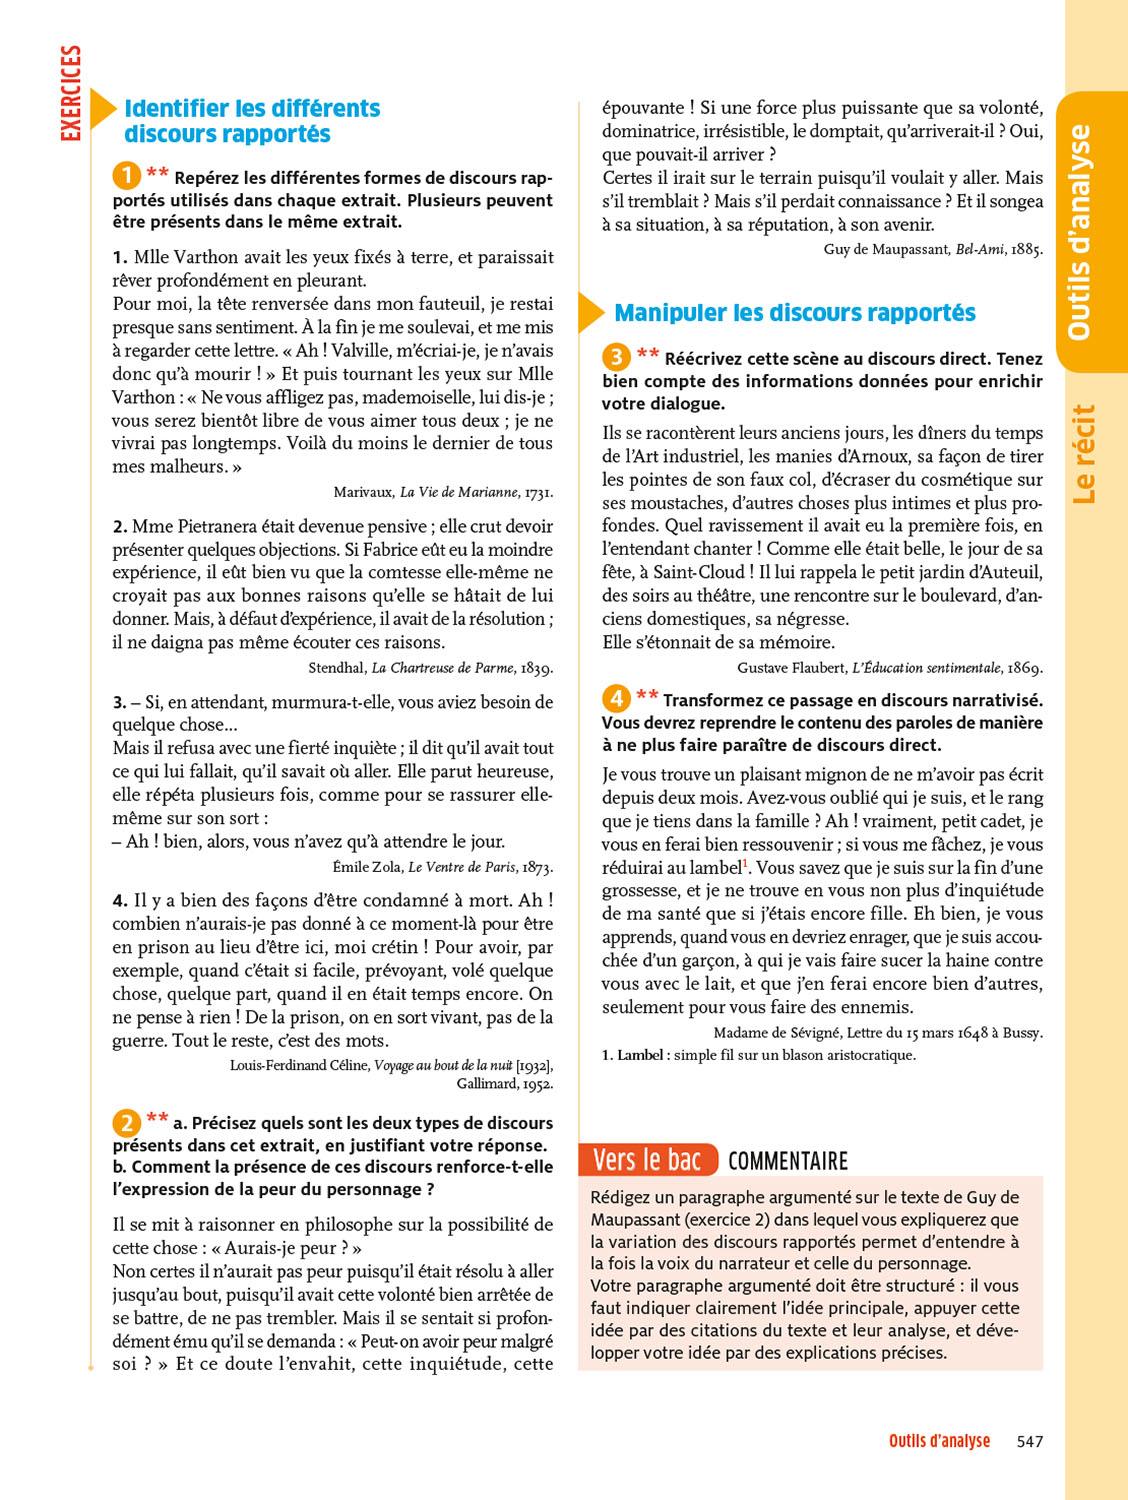 EXERCICES
Identifier les différents
discours rapportés
1 ** Repérez les différentes formes de discours rap-
portés utilisés dans chaque extrait. Plusieurs peuvent
être présents dans le même extrait.
1. Mlle Varthon avait les yeux fixés à terre, et paraissait
rêver profondément en pleurant.
Pour moi, la tête renversée dans mon fauteuil, je restai
presque sans sentiment. À la fin je me soulevai, et me mis
à regarder cette lettre. « Ah ! Valville, m’écriai-je, je n’avais
donc qu’à mourir ! » Et puis tournant les yeux sur Mlle
Varthon : « Ne vous affligez pas, mademoiselle, lui dis-je ;
vous serez bientôt libre de vous aimer tous deux ; je ne
vivrai pas longtemps. Voilà du moins le dernier de tous
mes malheurs. »
Marivaux, La Vie de Marianne, 1731.
2. Mme Pietranera était devenue pensive ; elle crut devoir
présenter quelques objections. Si Fabrice eût eu la moindre
expérience, il eût bien vu que la comtesse elle-même ne
croyait pas aux bonnes raisons qu’elle se hâtait de lui
donner. Mais, à défaut d’expérience, il avait de la résolution ;
il ne daigna pas même écouter ces raisons.
Stendhal, La Chartreuse de Parme, 1839.
3. – Si, en attendant, murmura-t-elle, vous aviez besoin de
quelque chose...
Mais il refusa avec une fierté inquiète ; il dit qu’il avait tout
ce qui lui fallait, qu’il savait où aller. Elle parut heureuse,
elle répéta plusieurs fois, comme pour se rassurer elle-
même sur son sort :
– Ah ! bien, alors, vous n’avez qu’à attendre le jour.
Émile Zola, Le Ventre de Paris, 1873.
4. Il y a bien des façons d’être condamné à mort. Ah !
combien n’aurais-je pas donné à ce moment-là pour être
en prison au lieu d’être ici, moi crétin ! Pour avoir, par
exemple, quand c’était si facile, prévoyant, volé quelque
chose, quelque part, quand il en était temps encore. On
ne pense à rien ! De la prison, on en sort vivant, pas de la
guerre. Tout le reste, c’est des mots.
Louis-Ferdinand Céline, Voyage au bout de la nuit [1932],
Gallimard, 1952.
2 ** a. Précisez quels sont les deux types de discours
présents dans cet extrait, en justifiant votre réponse.
b. Comment la présence de ces discours renforce-t-elle
l’expression de la peur du personnage ?
Il se mit à raisonner en philosophe sur la possibilité de
cette chose : « Aurais-je peur ? »
Non certes il n’aurait pas peur puisqu’il était résolu à aller
jusqu’au bout, puisqu’il avait cette volonté bien arrêtée de
se battre, de ne pas trembler. Mais il se sentait si profon-
dément ému qu’il se demanda : « Peut-on avoir peur malgré
soi ? » Et ce doute l’envahit, cette inquiétude, cette
épouvante ! Si une force plus puissante que sa volonté,
dominatrice, irrésistible, le domptait, qu’arriverait-il ? Oui,
que pouvait-il arriver ?
Certes il irait sur le terrain puisqu’il voulait y aller. Mais
s’il tremblait ? Mais s’il perdait connaissance ? Et il songea
à sa situation, à sa réputation, à son avenir.
Guy de Maupassant, Bel-Ami, 1885.
Manipuler les discours rapportés
3 ** Réécrivez cette scène au discours direct. Tenez
bien compte des informations données pour enrichir
votre dialogue.
Ils se racontèrent leurs anciens jours, les dîners du temps
de l’Art industriel, les manies d’Arnoux, sa façon de tirer
les pointes de son faux col, d’écraser du cosmétique sur
ses moustaches, d’autres choses plus intimes et plus pro-
fondes. Quel ravissement il avait eu la première fois, en
l’entendant chanter ! Comme elle était belle, le jour de sa
fête, à Saint-Cloud ! Il lui rappela le petit jardin d’Auteuil,
des soirs au théâtre, une rencontre sur le boulevard, d’an-
ciens domestiques, sa négresse.
Elle s’étonnait de sa mémoire.
Gustave Flaubert, L’Éducation sentimentale, 1869.
4 ** Transformez ce passage en discours narrativisé.
Vous devrez reprendre le contenu des paroles de manière
à ne plus faire paraître de discours direct.
Je vous trouve un plaisant mignon de ne m’avoir pas écrit
depuis deux mois. Avez-vous oublié qui je suis, et le rang
que je tiens dans la famille ? Ah ! vraiment, petit cadet, je
vous en ferai bien ressouvenir ; si vous me fâchez, je vous
réduirai au lambel1. Vous savez que je suis sur la fin d’une
grossesse, et je ne trouve en vous non plus d’inquiétude
de ma santé que si j’étais encore fille. Eh bien, je vous
apprends, quand vous en devriez enrager, que je suis accou-
chée d’un garçon, à qui je vais faire sucer la haine contre
vous avec le lait, et que j’en ferai encore bien d’autres,
seulement pour vous faire des ennemis.
Madame de Sévigné, Lettre du 15 mars 1648 à Bussy.
1. Lambel : simple fil sur un blason aristocratique.
Vers le bac COMMENTAIRE
Rédigez un paragraphe argumenté sur le texte de Guy de
Maupassant (exercice 2) dans lequel vous expliquerez que
la variation des discours rapportés permet d’entendre à
la fois la voix du narrateur et celle du personnage.
Votre paragraphe argumenté doit être structuré : il vous
faut indiquer clairement l’idée principale, appuyer cette
idée par des citations du texte et leur analyse, et déve-
lopper votre idée par des explications précises.
Outils d’analyse
Le récit
Outils d’analyse 547